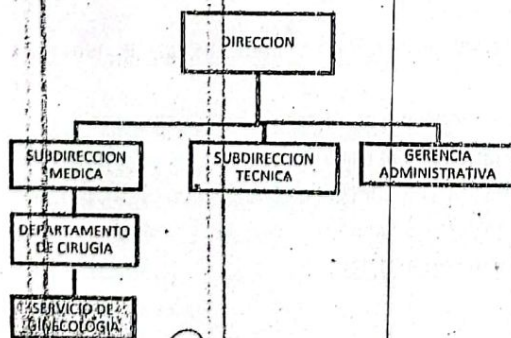 DIRECCION
SUBDIRECCION
MEDICA
SUBDIRECCION
TECNICA
GERENCIA
ADMINISTRATIVA
DEPARTAMENTO
DE CIRUGIA
SERVICIO DE
GINECOLOGIA